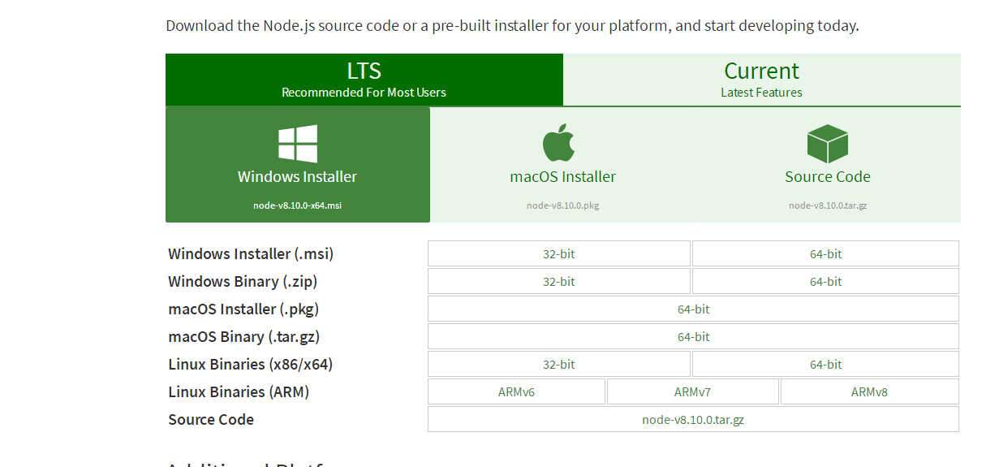 Download the Node.js source code or a pre-built installer for your platform, and start developing today.
LTS
Recommended For Most Users
Current
Latest Features
Windows Installer
node-v8.10.0-x64.msi
macOS Installer
node-v8.10.0.pkg
Source Code
node-v8.10.0.tar.gz
Windows Installer (.msi) 32-bit 64-bit
Windows Binary (.zip) 32-bit 64-bit
macOS Installer (.pkg) 64-bit
macOS Binary (.tar.gz) 64-bit
Linux Binaries (x86/x64) 32-bit 64-bit
Linux Binaries (ARM) ARMv6 ARMv7 ARMv8
Source Code node-v8.10.0.tar.gz